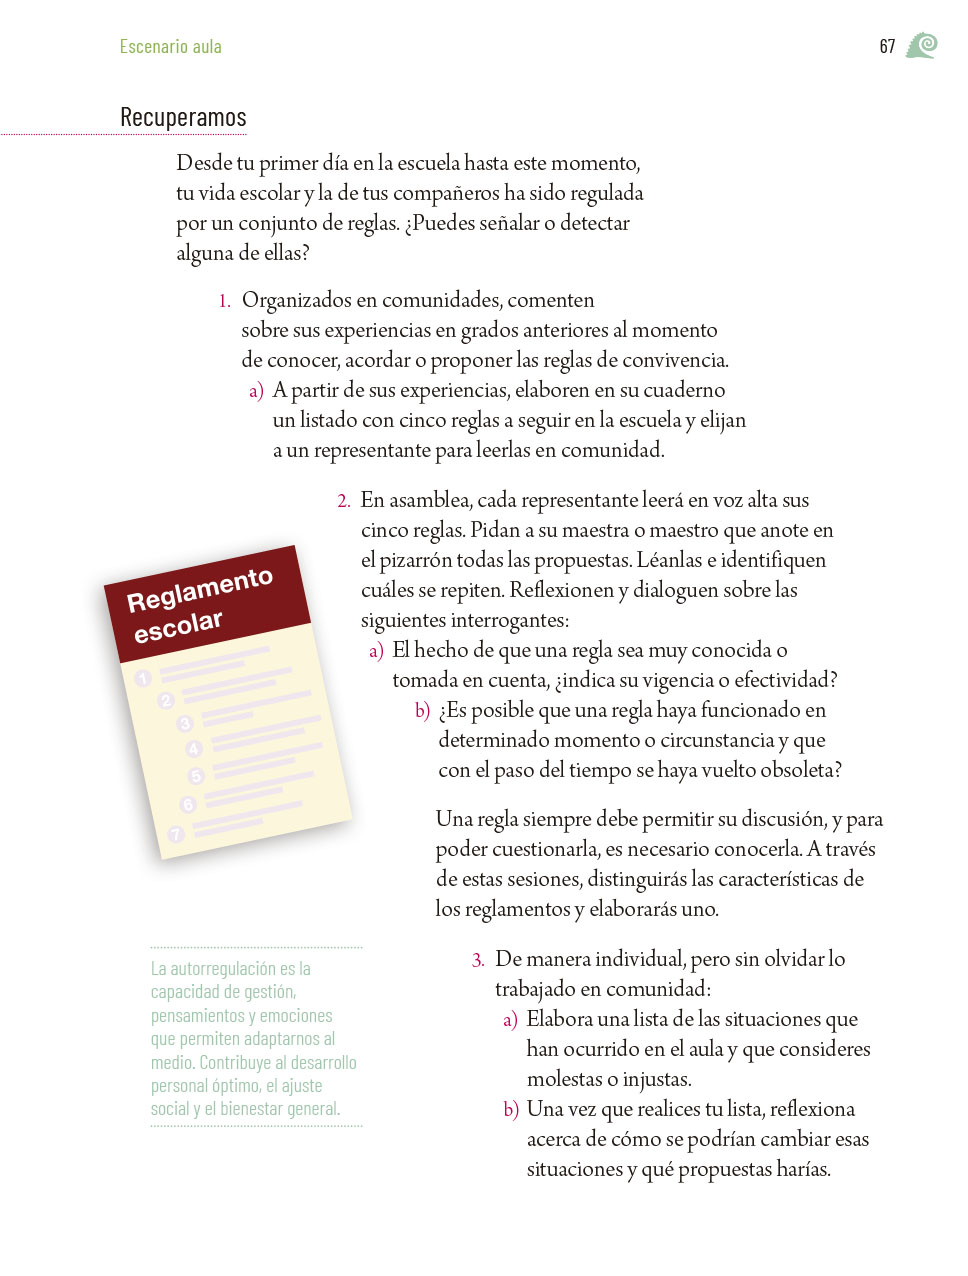 Escenario aula
67
Recuperamos
Desde tu primer día en la escuela hasta este momento,
tu vida escolar y la de tus compañeros ha sido regulada
por un conjunto de reglas. ¿Puedes señalar o detectar
alguna de ellas?
1. Organizados en comunidades, comenten
sobre sus experiencias en grados anteriores al momento
de conocer, acordar o proponer las reglas de convivencia.
a) A partir de sus experiencias, elaboren en su cuaderno
un listado con cinco reglas a seguir en la escuela y elijan
a un representante para leerlas en comunidad.
2. En asamblea, cada representante leerá en voz alta sus
cinco reglas. Pidan a su maestra o maestro que anote en
el pizarrón todas las propuestas. Léanlas e identifiquen
cuáles se repiten. Reflexionen y dialoguen sobre las
siguientes interrogantes:
a) El hecho de que una regla sea muy conocida o
tomada en cuenta, ¿indica su vigencia o efectividad?
b) ¿Es posible que una regla haya funcionado en
determinado momento o circunstancia y que
con el paso del tiempo se haya vuelto obsoleta?
Reglamento
escolar
1
2
3
4
5
6
7
Una regla siempre debe permitir su discusión, y para
poder cuestionarla, es necesario conocerla. A través
de estas sesiones, distinguirás las características de
los reglamentos y elaborarás uno.
La autorregulación es la
capacidad de gestión,
pensamientos y emociones
que permiten adaptarnos al
medio. Contribuye al desarrollo
personal óptimo, el ajuste
social y el bienestar general.
3. De manera individual, pero sin olvidar lo
trabajado en comunidad:
a) Elabora una lista de las situaciones que
han ocurrido en el aula y que consideres
molestas o injustas.
b) Una vez que realices tu lista, reflexiona
acerca de cómo se podrían cambiar esas
situaciones y qué propuestas harías.